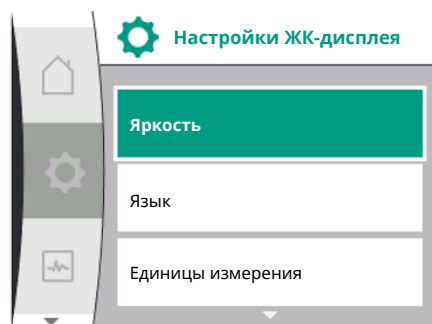 Настройки ЖК-дисплея
Яркость
Язык
Единицы измерения